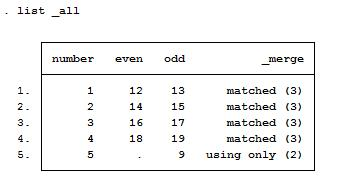 . list _all
number even odd _merge
1. 1 12 13 matched (3)
2. 2 14 15 matched (3)
3. 3 16 17 matched (3)
4. 4 18 19 matched (3)
5. 5 . 9 using only (2)